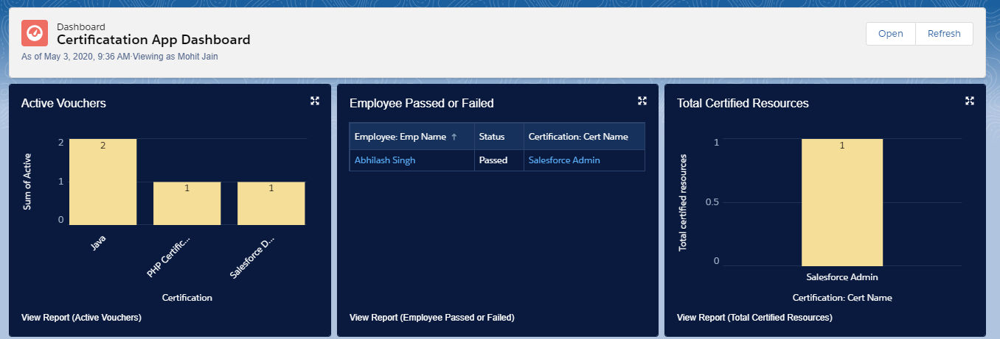 Dashboard
Certificatation App Dashboard
As of May 3, 2020, 9:36 AM·Viewing as Mohit Jain
Open
Refresh
Active Vouchers
Sum of Active
2
1
0
2
1
1
Java
PHP Certific...
Salesforce D...
Certification
View Report (Active Vouchers)
Employee Passed or Failed
Employee: Emp Name ↑ Status Certification: Cert Name
Abhilash Singh Passed Salesforce Admin
View Report (Employee Passed or Failed)
Total Certified Resources
Total certified resources
1
0.5
0
1
Salesforce Admin
Certification: Cert Name
View Report (Total Certified Resources)